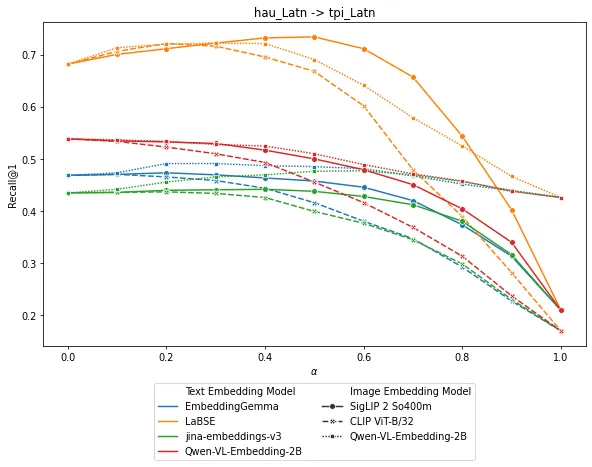 hau_Latn -> tpi_Latn
0.7
0.6
0.5
0.4
0.3
0.2
Recall@1
0.0 0.2 0.4 0.6 0.8 1.0
α
Text Embedding Model Image Embedding Model
EmbeddingGemma SigLIP 2 So400m
LaBSE CLIP ViT-B/32
jina-embeddings-v3 Qwen-VL-Embedding-2B
Qwen-VL-Embedding-2B